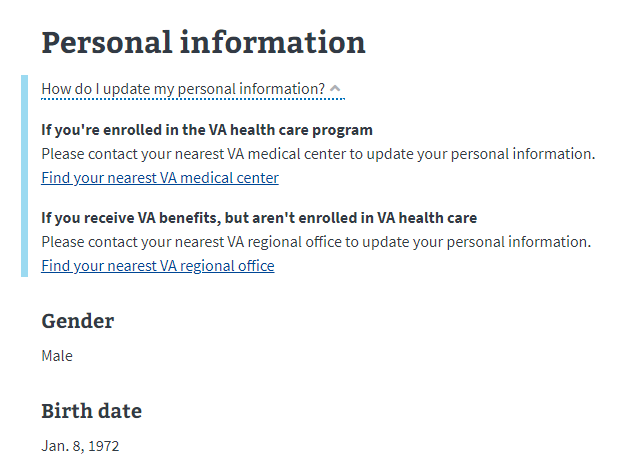 Personal information
How do I update my personal information?
If you're enrolled in the VA health care program
Please contact your nearest VA medical center to update your personal information.
Find your nearest VA medical center
If you receive VA benefits, but aren't enrolled in VA health care
Please contact your nearest VA regional office to update your personal information.
Find your nearest VA regional office
Gender
Male
Birth date
Jan. 8, 1972